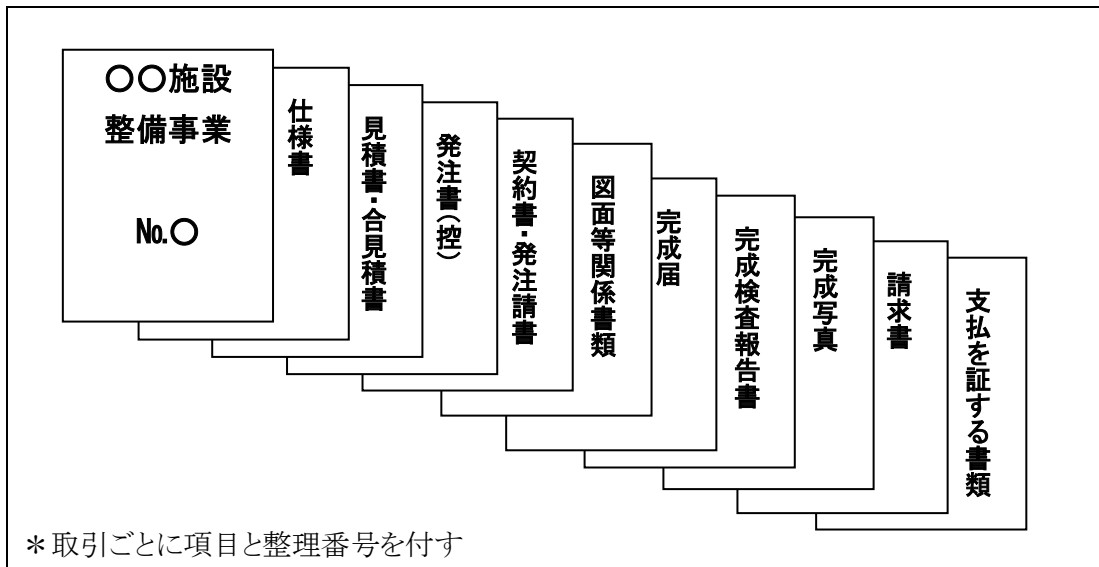 〇〇施設
整備事業
No.〇
仕様書
見積書・合見積書
発注書(控)
契約書・発注請書
図面等関係書類
完成届
完成検査報告書
完成写真
請求書
支払を証する書類
＊取引ごとに項目と整理番号を付す